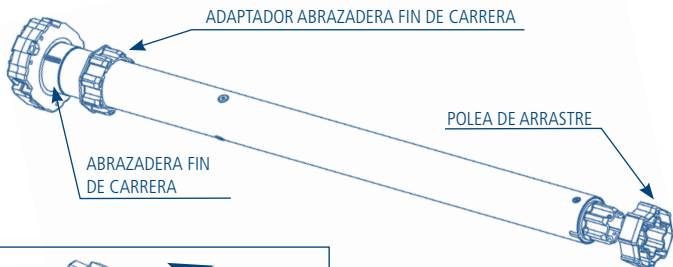 ADAPTADOR ABRAZADERA FIN DE CARRERA
POLEA DE ARRASTRE
ABRAZADERA FIN
DE CARRERA